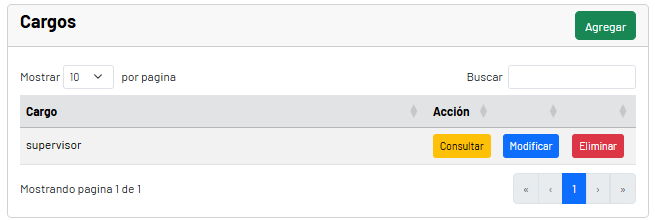 Cargos
Agregar
Mostrar 10 por pagina Buscar
Cargo Acción
supervisor Consultar Modificar Eliminar
Mostrando pagina 1 de 1 « ‹ 1 › »